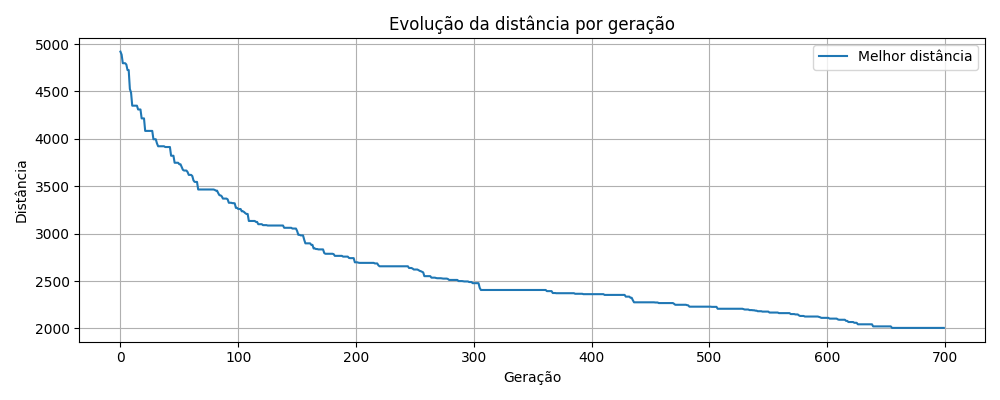 Evolução da distância por geração
Melhor distância
Distância
5000
4500
4000
3500
3000
2500
2000
0 100 200 300 400 500 600 700
Geração